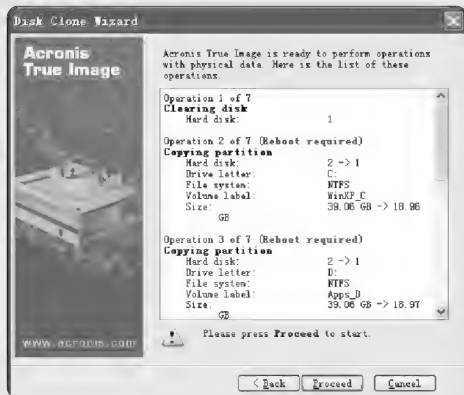 Disk Clone Wizard
Acronis
True Image
Acronis True Image is ready to perform operations
with physical data. Here is the list of these
operations.
Operation 1 of 7
Clearing disk
Hard disk: 1
Operation 2 of 7 (Reboot required)
Copying partition
Hard disk: 2 -> 1
Drive letter: C:
File system: NTFS
Volume label: WinXP_C
Size: 39.06 GB -> 18.96
GB
Operation 3 of 7 (Reboot required)
Copying partition
Hard disk: 2 -> 1
Drive letter: D:
File system: NTFS
Volume label: Apps_D
Size: 39.06 GB -> 18.97
GB
Please press Proceed to start.
www.acronis.com
< Back Proceed Cancel